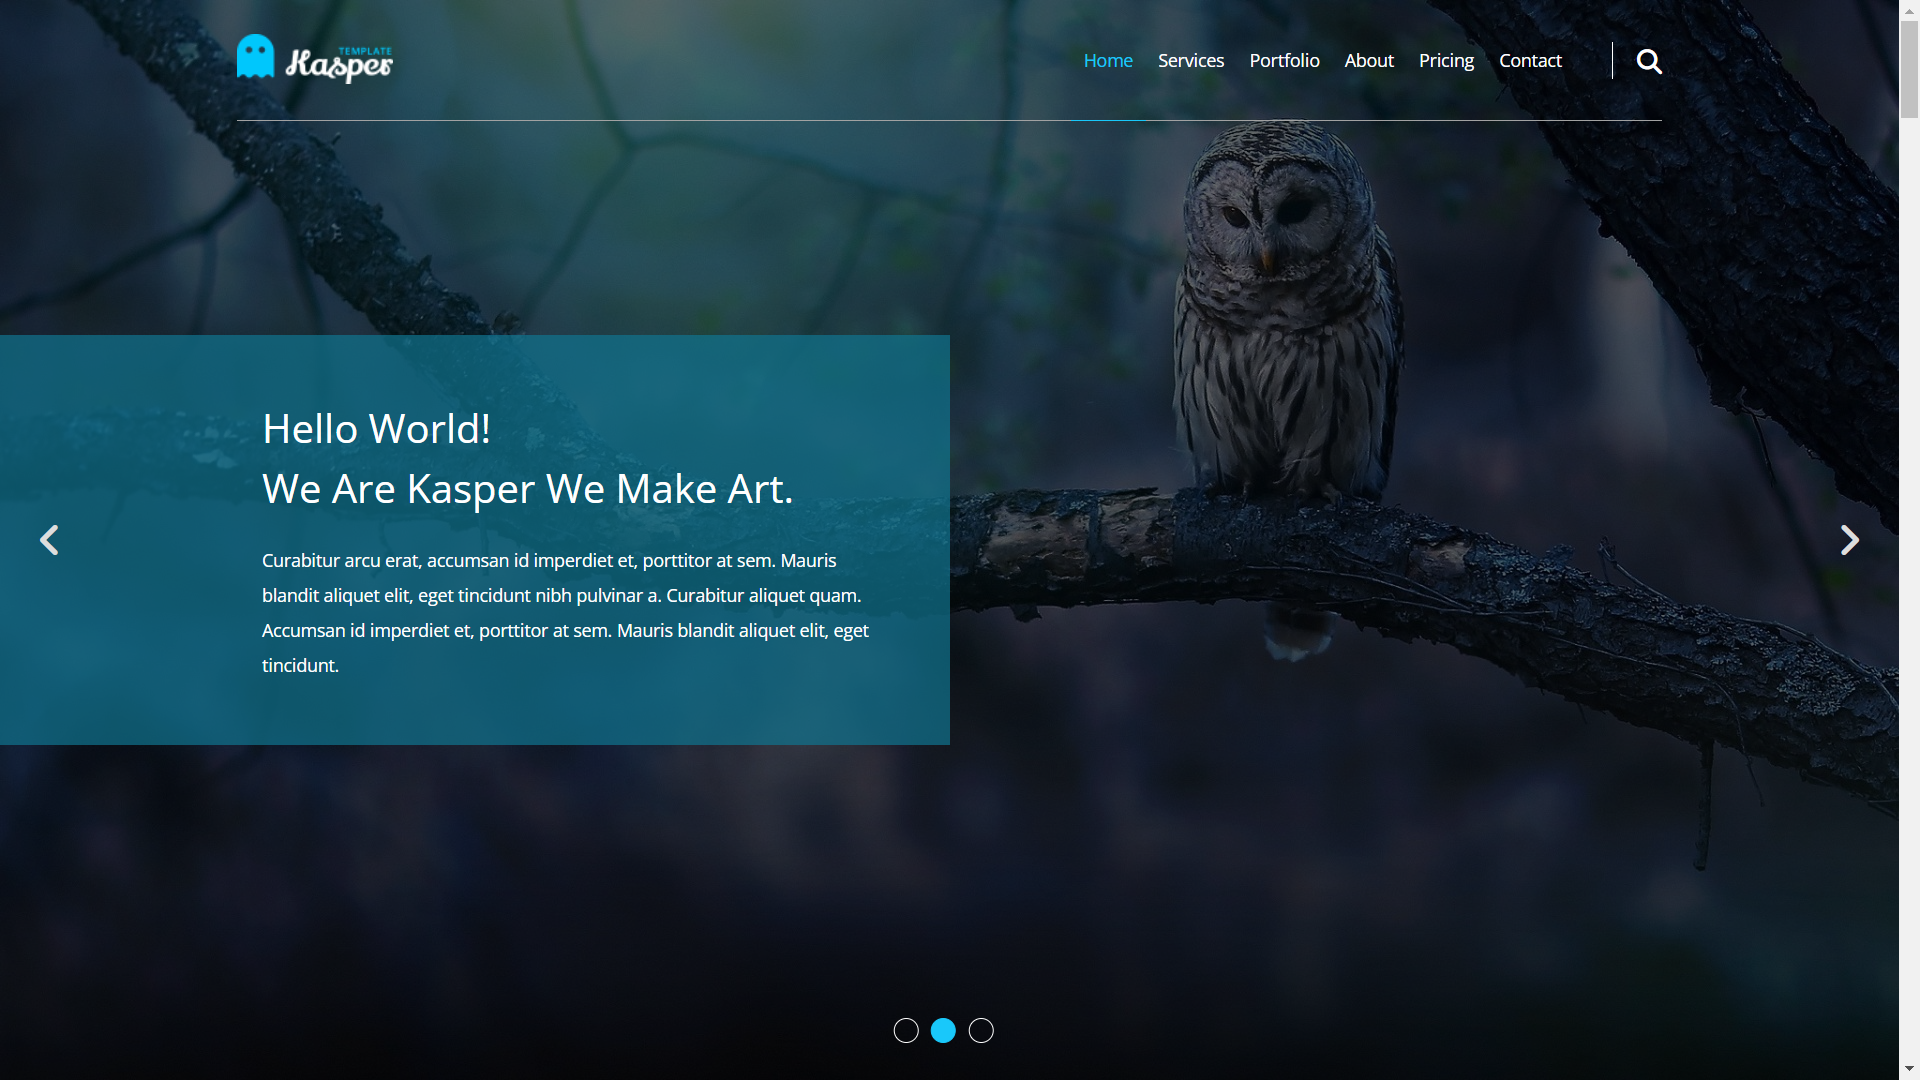 TEMPLATE
Kasper
Home Services Portfolio About Pricing Contact
Hello World!
We Are Kasper We Make Art.
Curabitur arcu erat, accumsan id imperdiet et, porttitor at sem. Mauris
blandit aliquet elit, eget tincidunt nibh pulvinar a. Curabitur aliquet quam.
Accumsan id imperdiet et, porttitor at sem. Mauris blandit aliquet elit, eget
tincidunt.